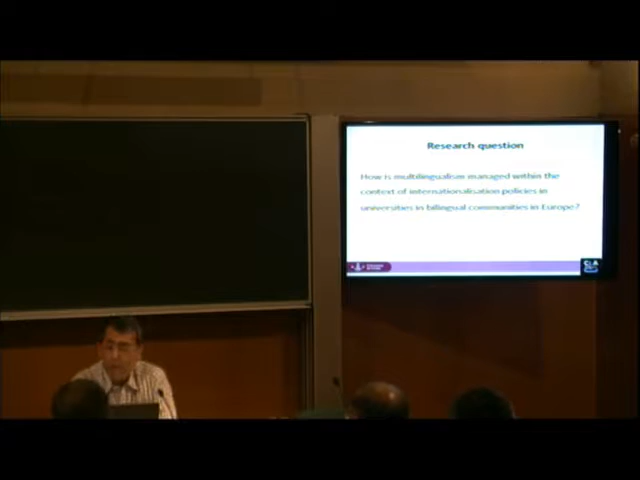 Research question
How is multilingualism managed within the
context of internationalisation policies in
universities in bilingual communities in Europe?